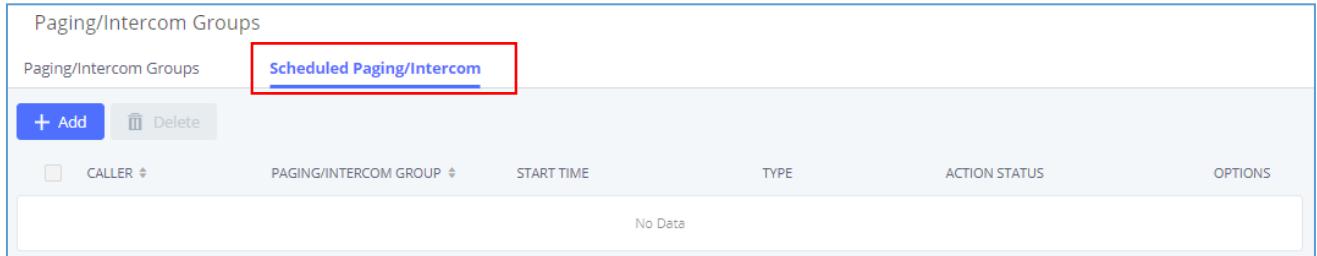 Paging/Intercom Groups
Paging/Intercom Groups Scheduled Paging/Intercom
+ Add Delete
CALLER PAGING/INTERCOM GROUP START TIME TYPE ACTION STATUS OPTIONS
No Data